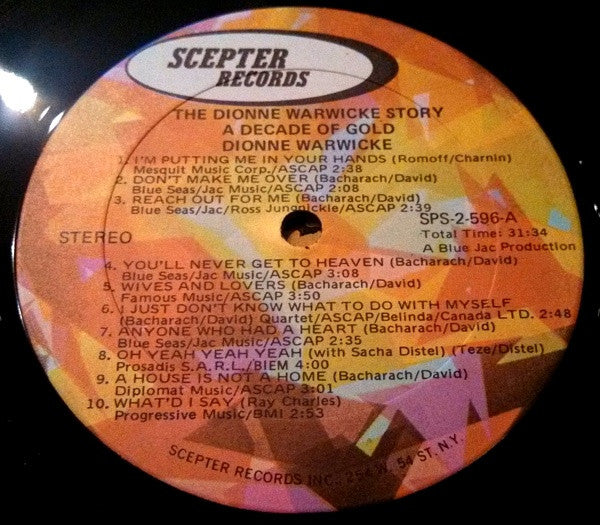 SCEPTER
RECORDS
THE DIONNE WARWICKE STORY
A DECADE OF GOLD
DIONNE WARWICKE
1. I'M PUTTING ME IN YOUR HANDS (Romoff/Charnin)
Mesquit Music Corp./ASCAP 2:38
2. DON'T MAKE ME OVER (Bacharach/David)
Blue Seas/Jac Music/ASCAP 2:08
3. REACH OUT FOR ME (Bacharach/David)
Blue Seas/Jac/Ross Jungnickle/ASCAP 2:39
STEREO
SPS-2-596-A
Total Time: 31:34
A Blue Jac Production
4. YOU'LL NEVER GET TO HEAVEN (Bacharach/David)
Blue Seas/Jac Music/ASCAP 3:08
5. WIVES AND LOVERS (Bacharach/David)
Famous Music/ASCAP 3:50
6. I JUST DON'T KNOW WHAT TO DO WITH MYSELF
(Bacharach/David) Quartet/ASCAP/Belinda/Canada LTD. 2:48
7. ANYONE WHO HAD A HEART (Bacharach/David)
Blue Seas/Jac Music/ASCAP 2:35
8. OH YEAH YEAH YEAH (with Sacha Distel) (Teze/Distel)
Prosadis S.A.R.L./BIEM 4:00
9. A HOUSE IS NOT A HOME (Bacharach/David)
Diplomat Music/ASCAP 3:01
10. WHAT'D I SAY (Ray Charles)
Progressive Music/BMI 2:53
SCEPTER RECORDS INC., 254 W. 54 ST. N.Y.